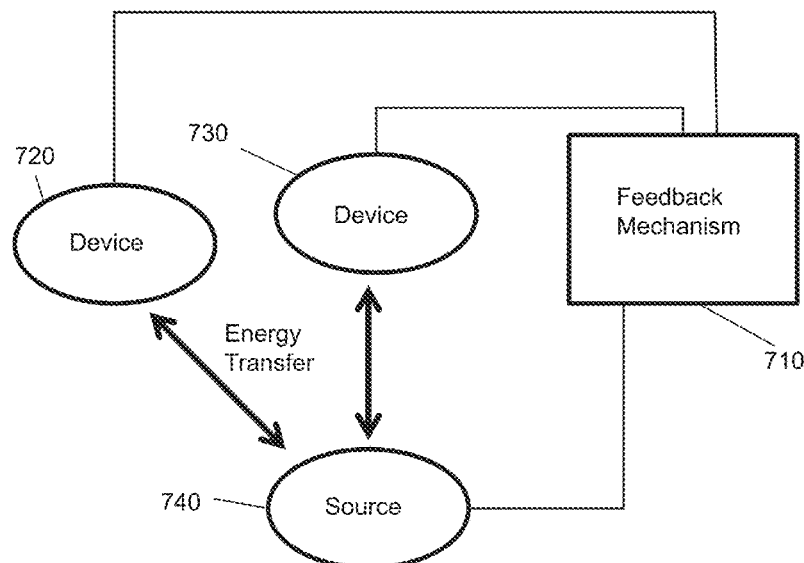 730
720
Device
Device
Feedback
Mechanism
Energy
Transfer
710
740
Source